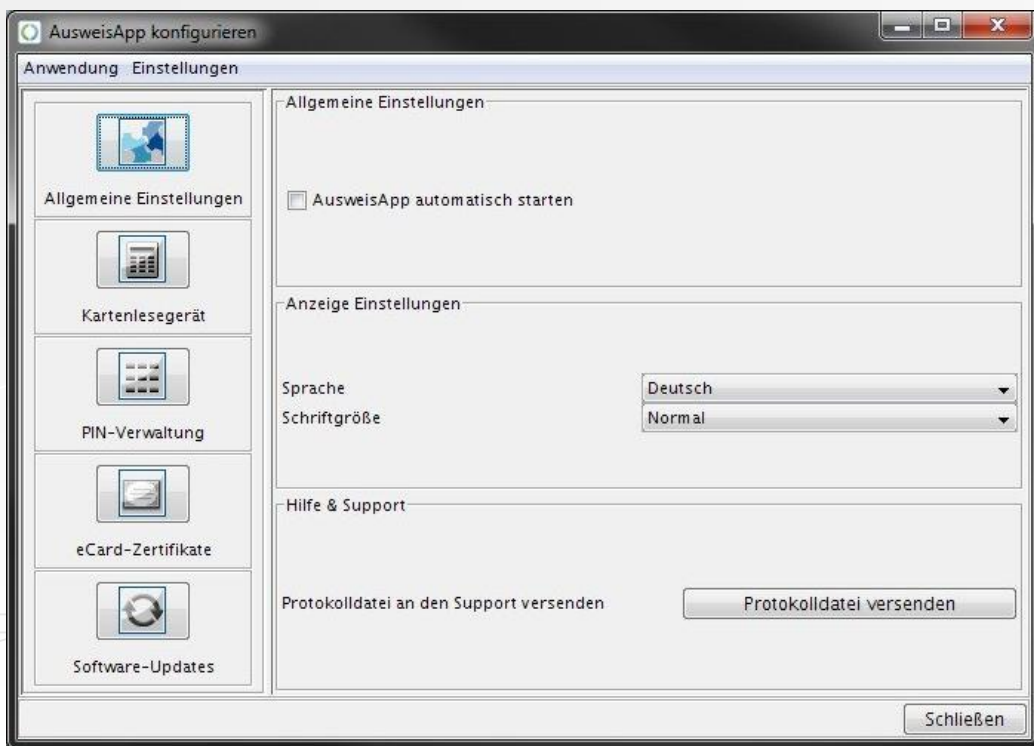 AusweisApp konfigurieren
Anwendung Einstellungen
Allgemeine Einstellungen
Kartenlesegerät
PIN-Verwaltung
eCard-Zertifikate
Software-Updates
Allgemeine Einstellungen
AusweisApp automatisch starten
Anzeige Einstellungen
Sprache Deutsch
Schriftgröße Normal
Hilfe & Support
Protokolldatei an den Support versenden Protokolldatei versenden
Schließen